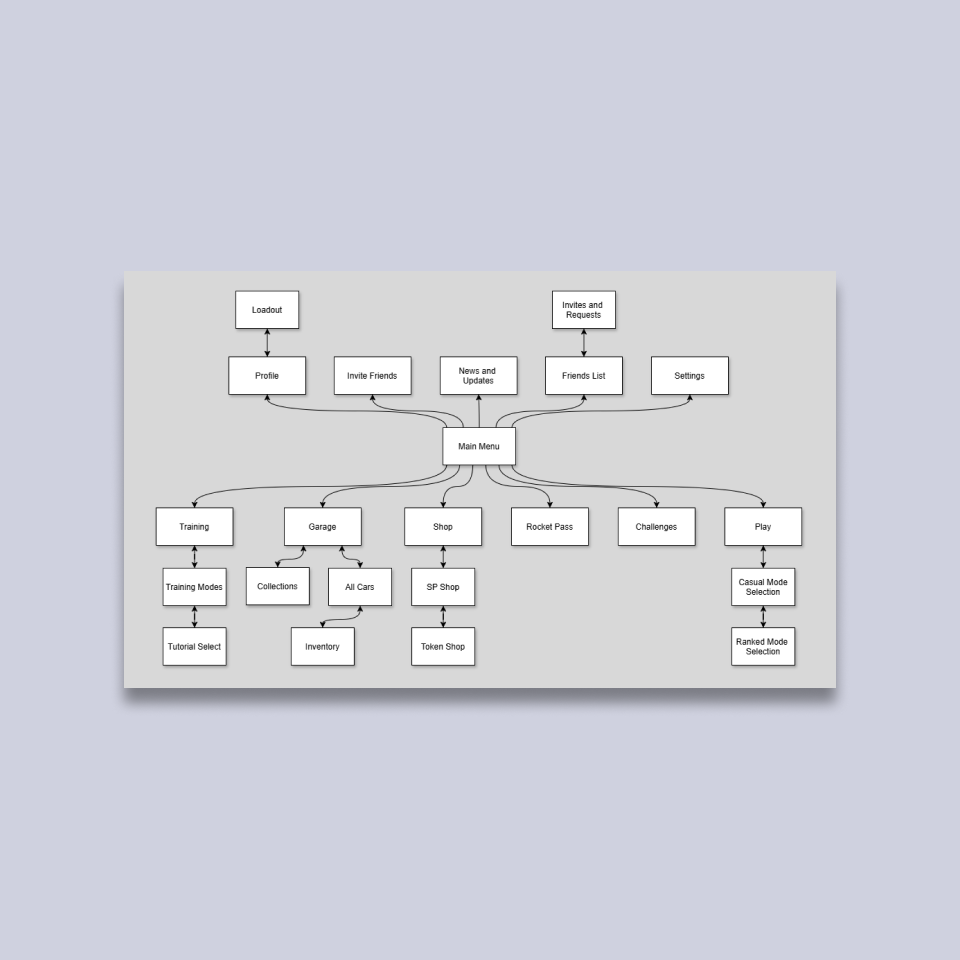 Loadout
Invites and
Requests
Profile
Invite Friends
News and
Updates
Friends List
Settings
Main Menu
Training
Garage
Shop
Rocket Pass
Challenges
Play
Training Modes
Collections
All Cars
SP Shop
Casual Mode
Selection
Tutorial Select
Inventory
Token Shop
Ranked Mode
Selection